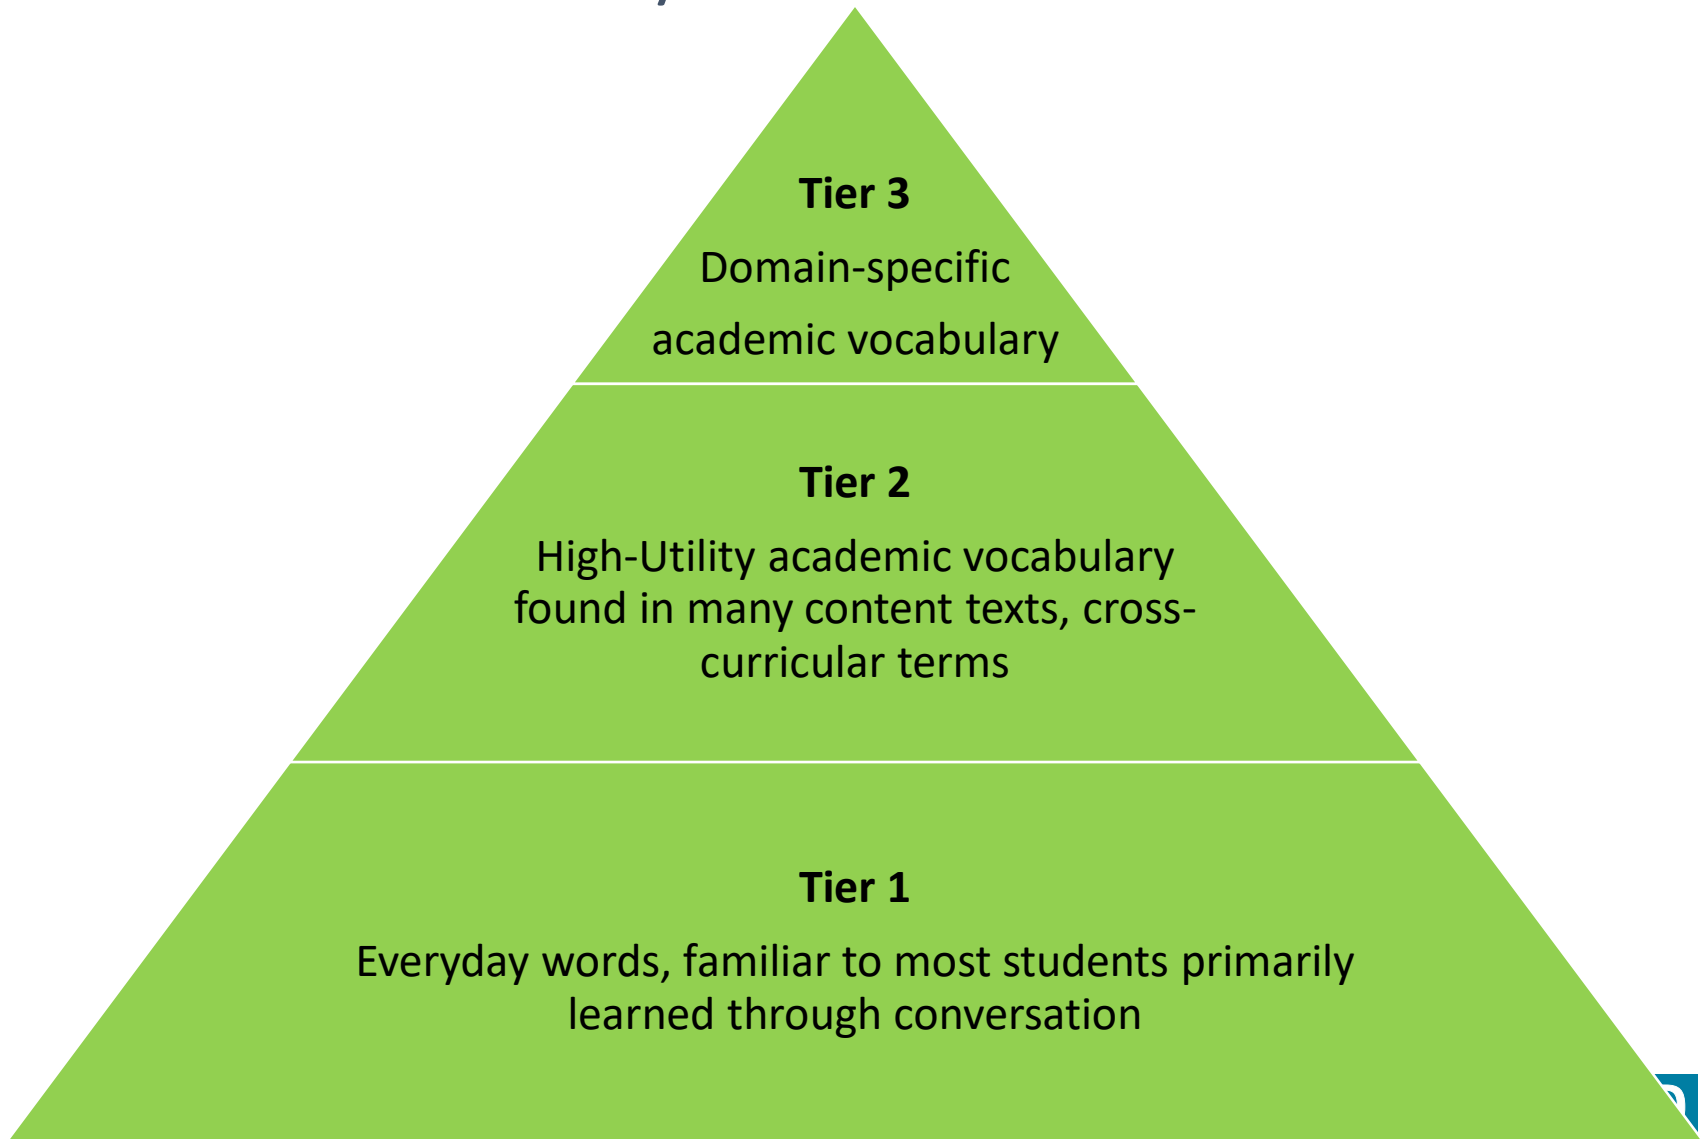 Tier 3
Domain-specific
academic vocabulary
Tier 2
High-Utility academic vocabulary
found in many content texts, cross-
curricular terms
Tier 1
Everyday words, familiar to most students primarily
learned through conversation